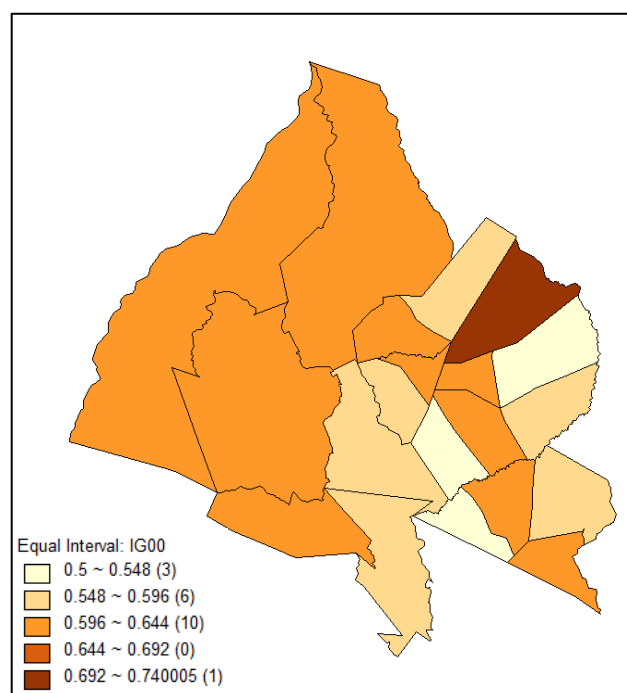 Equal Interval: IG00
0.5 ~ 0.548 (3)
0.548 ~ 0.596 (6)
0.596 ~ 0.644 (10)
0.644 ~ 0.692 (0)
0.692 ~ 0.740005 (1)